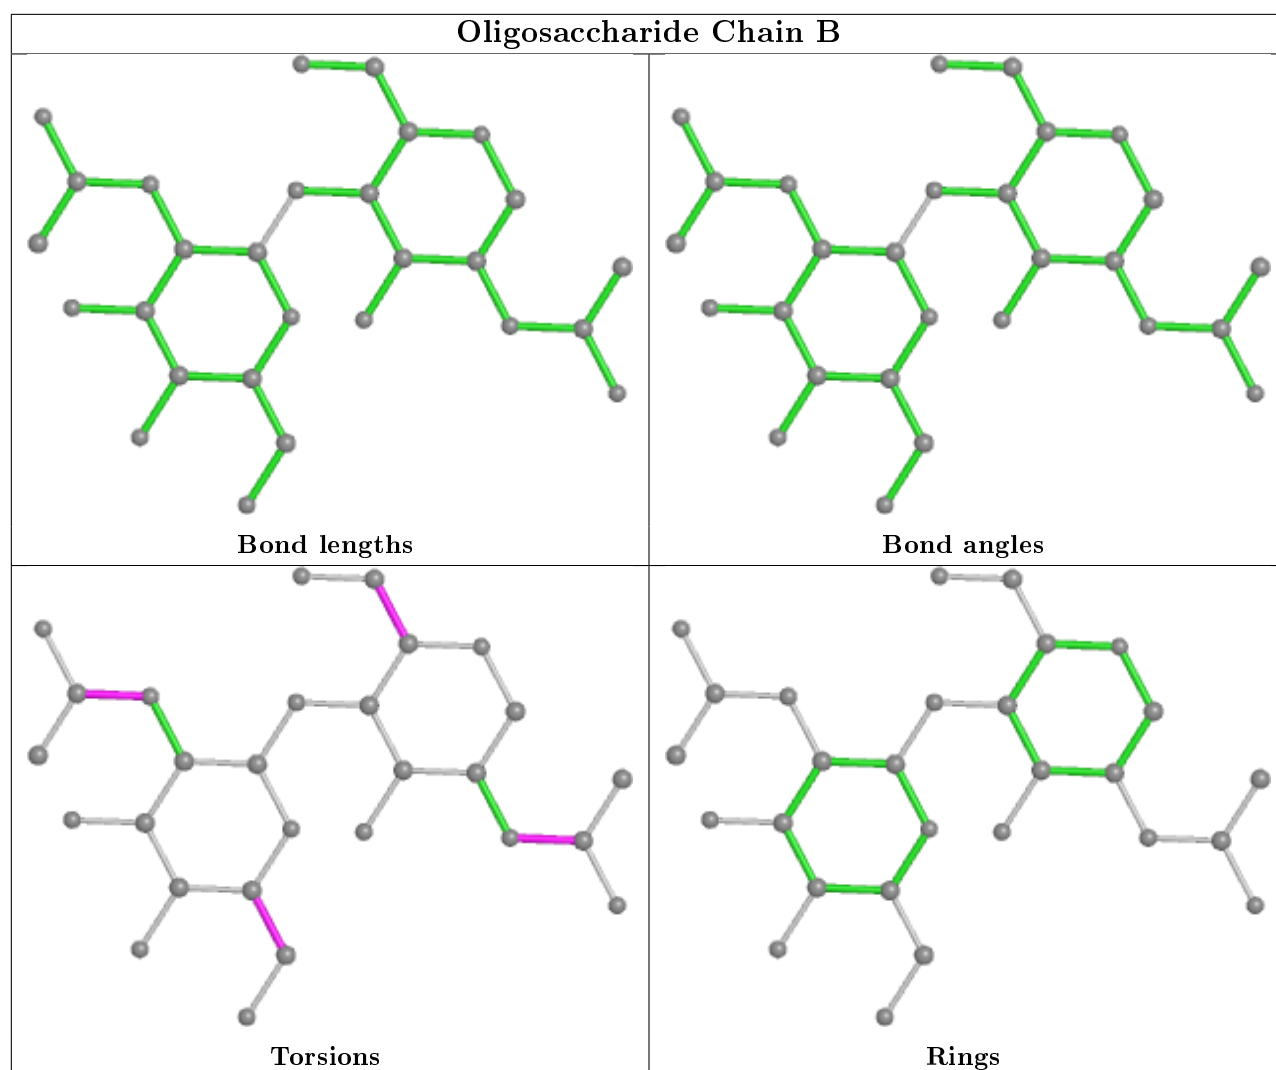 Oligosaccharide Chain B
Bond lengths
Bond angles
Torsions
Rings